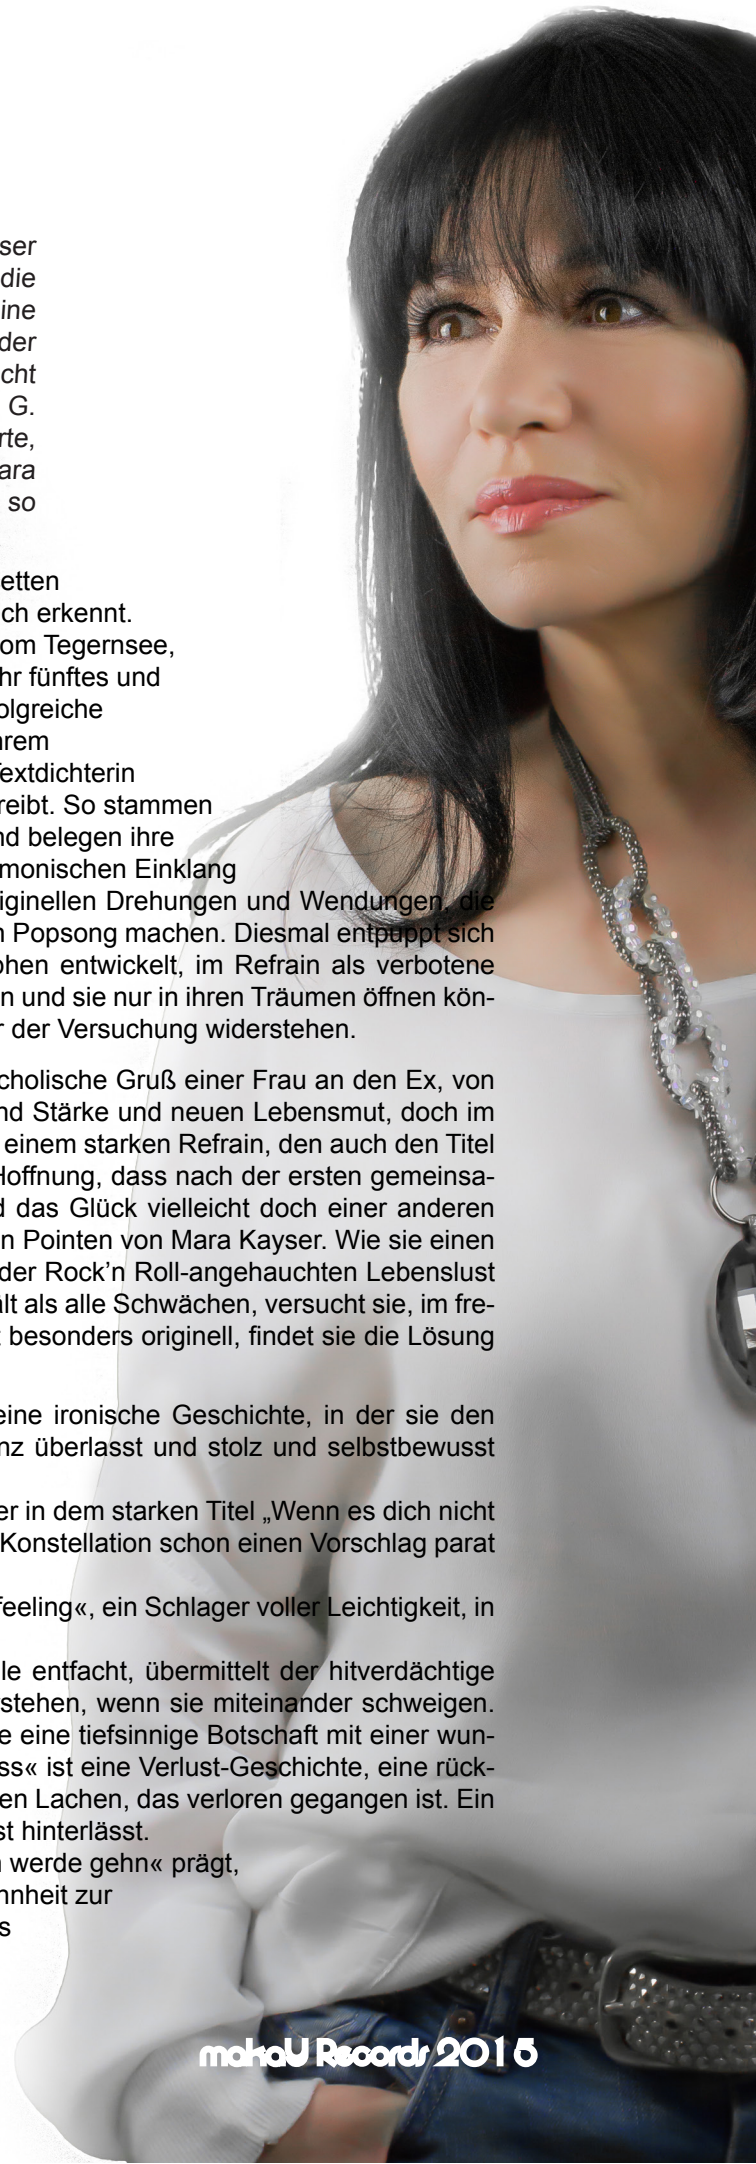 ser
die
ine
der
cht
G.
rte,
ara
so
etten
ch erkennt.
om Tegernsee,
hr fünftes und
olgreiche
hrem
Textdichterin
reibt. So stammen
nd belegen ihre
monischen Einklang
iginellen Drehungen und Wendungen, die
n Popsong machen. Diesmal entpuppt sich
ohen entwickelt, im Refrain als verbotene
n und sie nur in ihren Träumen öffnen kön-
r der Versuchung widerstehen.
cholische Gruß einer Frau an den Ex, von
nd Stärke und neuen Lebensmut, doch im
einem starken Refrain, den auch den Titel
Hoffnung, dass nach der ersten gemeinsa-
d das Glück vielleicht doch einer anderen
n Pointen von Mara Kayser. Wie sie einen
der Rock’n Roll-angehauchten Lebenslust
ält als alle Schwächen, versucht sie, im fre-
t besonders originell, findet sie die Lösung
eine ironische Geschichte, in der sie den
nz überlasst und stolz und selbstbewusst
er in dem starken Titel „Wenn es dich nicht
Konstellation schon einen Vorschlag parat
feeling«, ein Schlager voller Leichtigkeit, in
le entfacht, übermittelt der hitverdächtige
rstehen, wenn sie miteinander schweigen.
e eine tiefsinnige Botschaft mit einer wun-
ss« ist eine Verlust-Geschichte, eine rück-
en Lachen, das verloren gegangen ist. Ein
st hinterlässt.
n werde gehn« prägt,
nnheit zur
s
makaU Records 2015